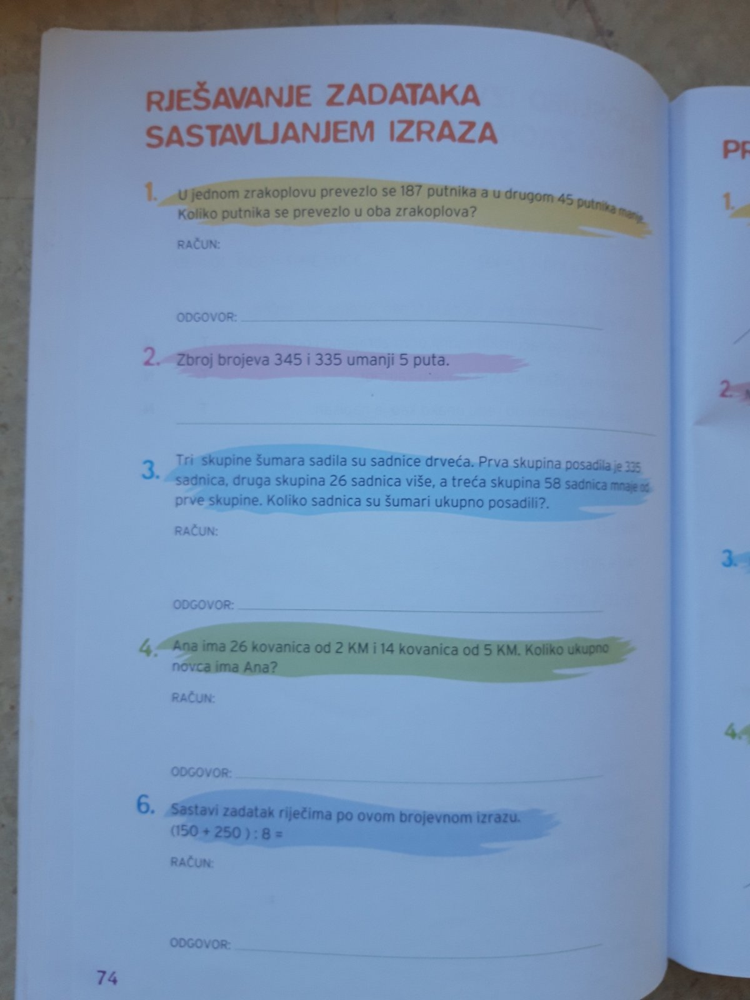 RJEŠAVANJE ZADATAKA
SASTAVLJANJEM IZRAZA
1. U jednom zrakoplovu prevezlo se 187 putnika a u drugom 45 putnika manje.
Koliko putnika se prevezlo u oba zrakoplova?
RAČUN:
ODGOVOR:
2. Zbroj brojeva 345 i 335 umanji 5 puta.
3. Tri skupine šumara sadila su sadnice drveća. Prva skupina posadila je 335
sadnica, druga skupina 26 sadnica više, a treća skupina 58 sadnica mnaje od
prve skupine. Koliko sadnica su šumari ukupno posadili?.
RAČUN:
ODGOVOR:
4. Ana ima 26 kovanica od 2 KM i 14 kovanica od 5 KM. Koliko ukupno
novca ima Ana?
RAČUN:
ODGOVOR:
6. Sastavi zadatak riječima po ovom brojevnom izrazu.
(150 + 250 ) : 8 =
RAČUN:
ODGOVOR:
74
PR
1.
2.
3.
4.